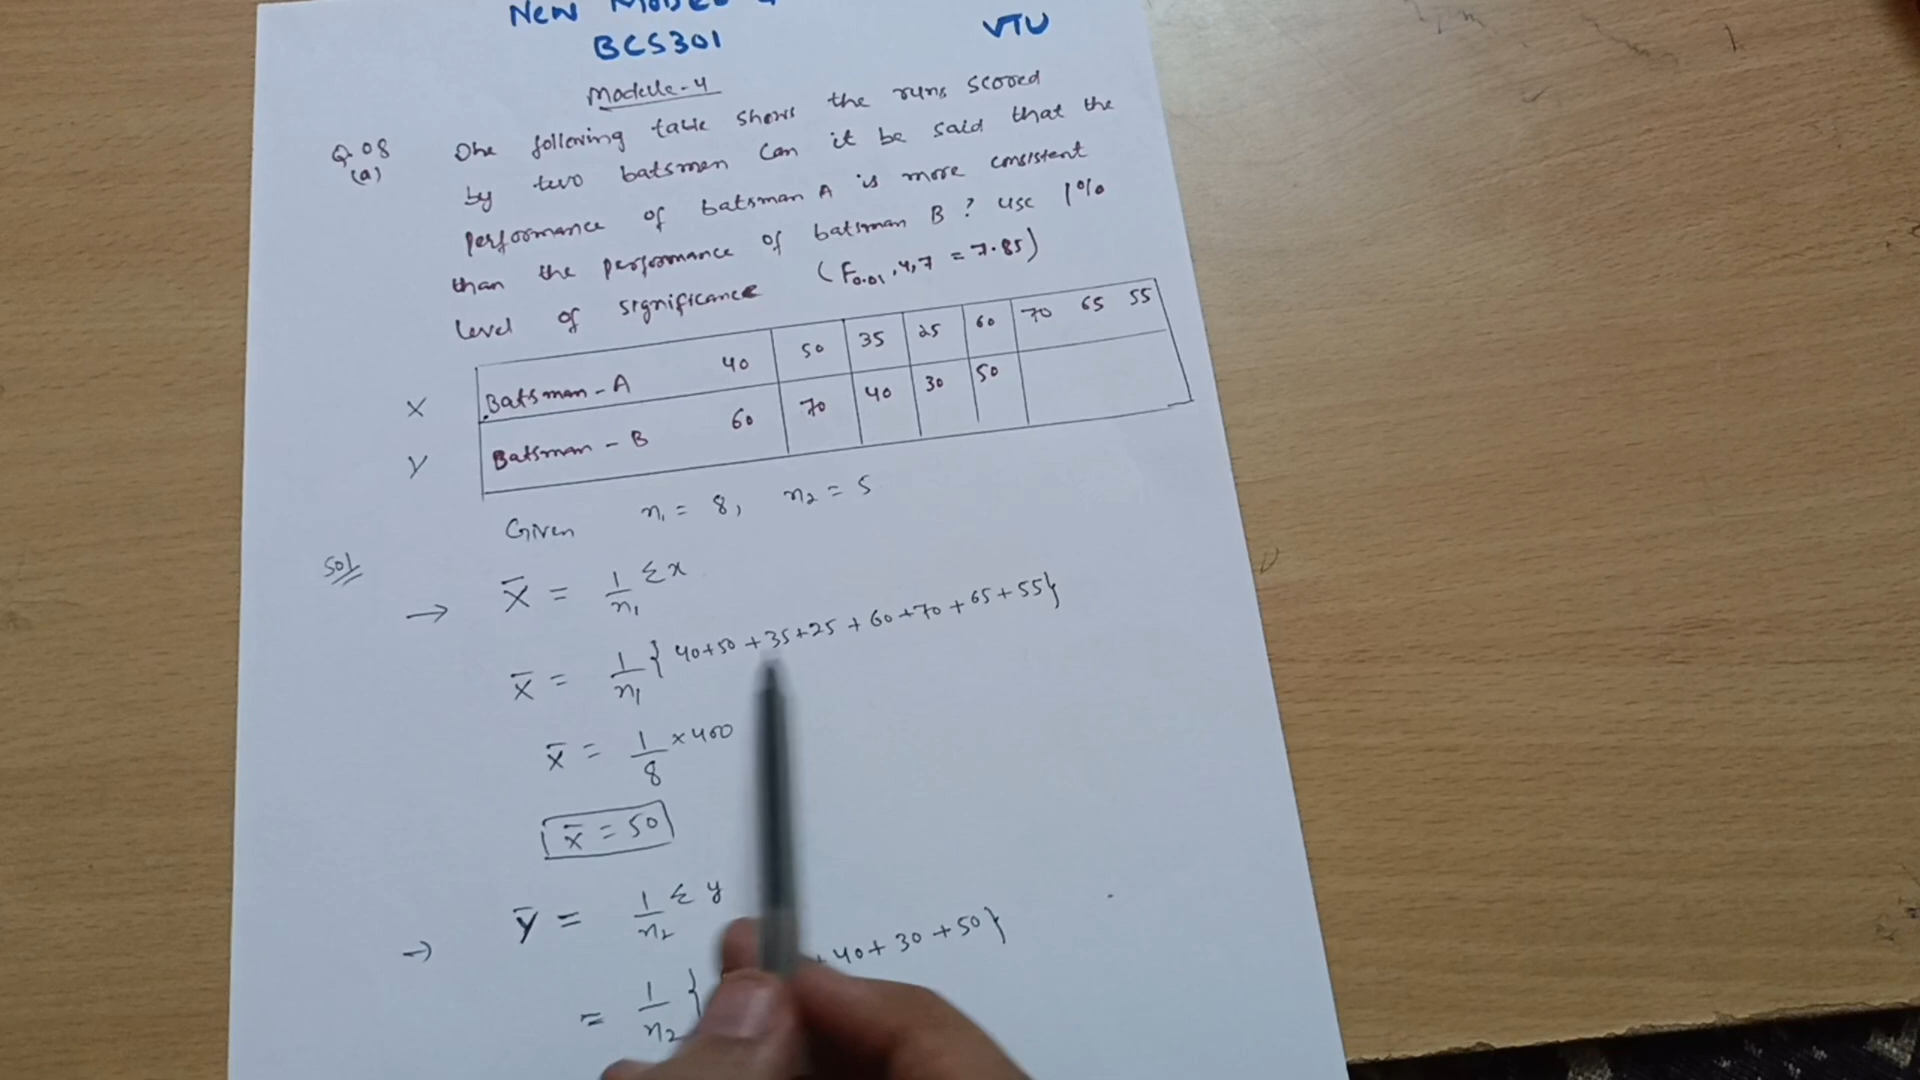 New Model
BCS301
VTU
Module-4
Q.08 The following table shows the runs scored
(a) by two batsmen can it be said that the
performance of batsman A is more consistent
than the performance of batsman B ? use 1%
level of significance (F0.01, 4,7 = 7.85)
X Batsman - A 40 50 35 25 60 70 65 55
Y Batsman - B 60 70 40 30 50
Given n₁ = 8, n₂ = 5
Sol
→ x̄ = 1/n₁ Σx
x̄ = 1/n₁ { 40+50+35+25+60+70+65+55}
x̄ = 1/8 × 400
x̄ = 50
→ ȳ = 1/n₂ Σy
= 1/n₂ { +40+30+50}